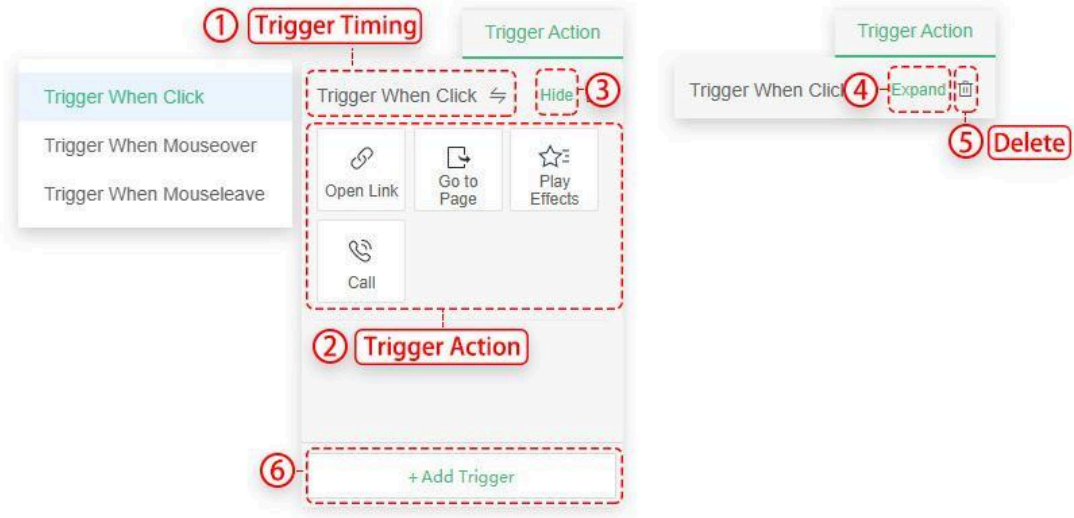 ① Trigger Timing
Trigger Action
Trigger When Click
Trigger When Mouseover
Trigger When Mouseleave
Trigger When Click
Hide
③
Open Link
Go to
Page
Play
Effects
Call
② Trigger Action
⑥
+ Add Trigger
Trigger Action
Trigger When Clic
④
Expand
⑤ Delete